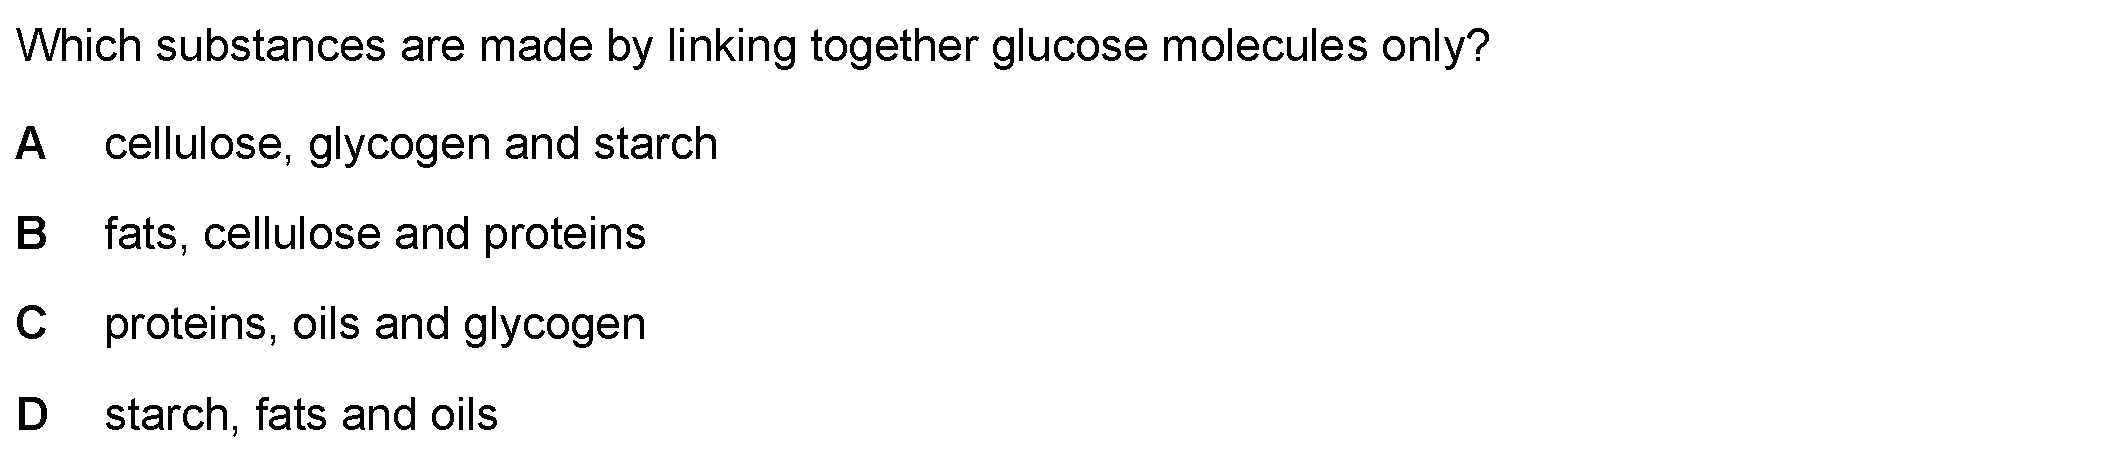 Which substances are made by linking together glucose molecules only?
A cellulose, glycogen and starch
B fats, cellulose and proteins
C proteins, oils and glycogen
D starch, fats and oils